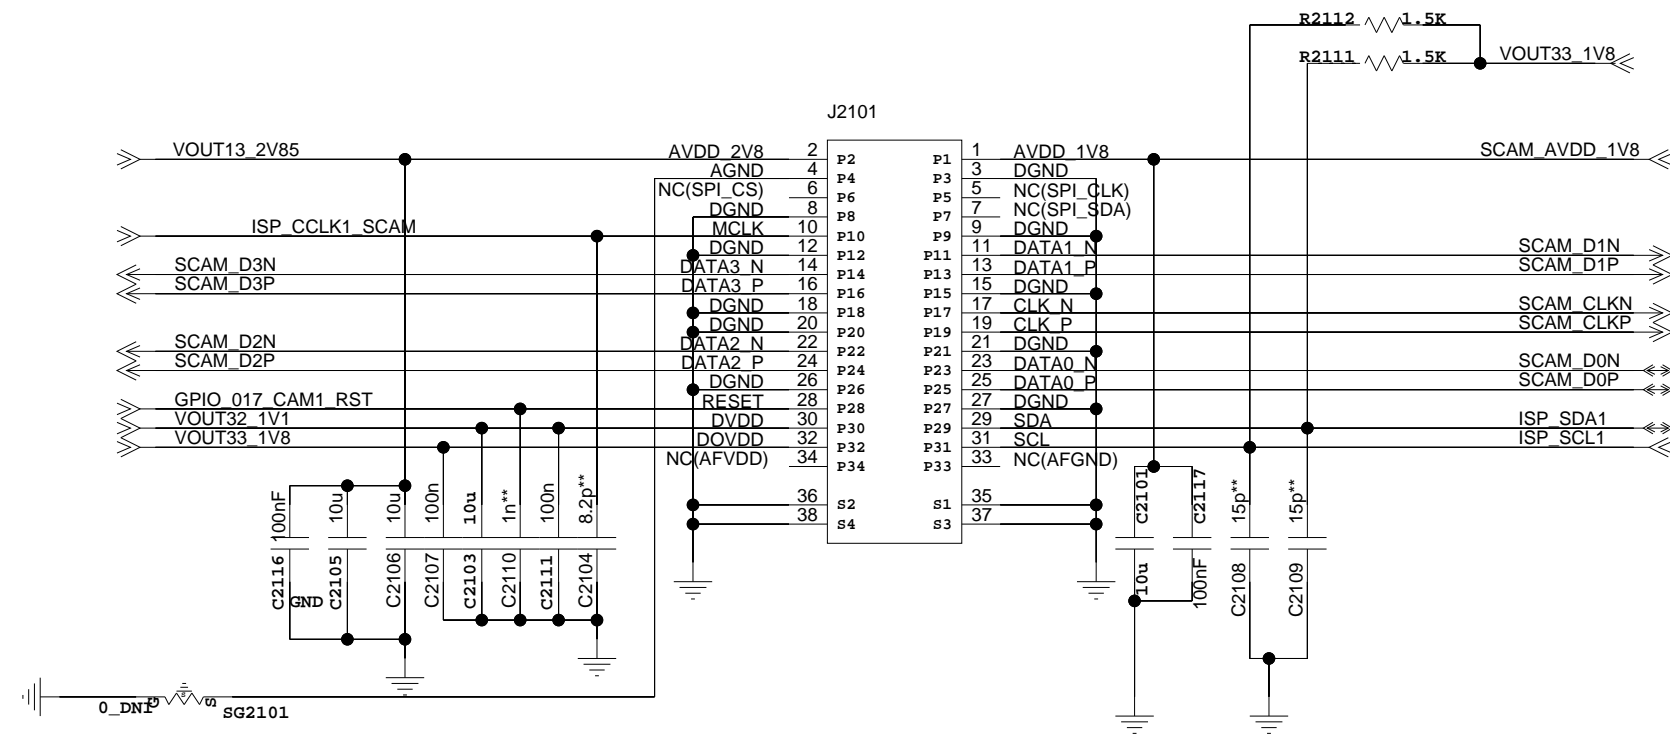 R2112 1.5K
R2111 1.5K VOUT33_1V8
J2101
VOUT13_2V85 AVDD_2V8 2 P2 P1 1 AVDD_1V8 SCAM_AVDD_1V8
AGND 4 P4 P3 3 DGND
NC(SPI_CS) 6 P6 P5 5 NC(SPI_CLK)
DGND 8 P8 P7 7 NC(SPI_SDA)
ISP_CCLK1_SCAM MCLK 10 P10 P9 9 DGND
DGND 12 P12 P11 11 DATA1_N SCAM_D1N
SCAM_D3N DATA3_N 14 P14 P13 13 DATA1_P SCAM_D1P
SCAM_D3P DATA3_P 16 P16 P15 15 DGND
DGND 18 P18 P17 17 CLK_N SCAM_CLKN
DGND 20 P20 P19 19 CLK_P SCAM_CLKP
SCAM_D2N DATA2_N 22 P22 P21 21 DGND
SCAM_D2P DATA2_P 24 P24 P23 23 DATA0_N SCAM_D0N
DGND 26 P26 P25 25 DATA0_P SCAM_D0P
GPIO_017_CAM1_RST RESET 28 P28 P27 27 DGND
VOUT32_1V1 DVDD 30 P30 P29 29 SDA ISP_SDA1
VOUT33_1V8 DOVDD 32 P32 P31 31 SCL ISP_SCL1
NC(AFVDD) 34 P34 P33 33 NC(AFGND)
36 S2 S1 35
38 S4 S3 37
C2116 100nF
GND
C2105 10u
C2106 10u
C2107 100n
C2103 10u
C2110 1n**
C2111 100n
C2104 8.2p**
10u C2101
100nF C2117
C2108 15p**
C2109 15p**
0_DNI G S SG2101